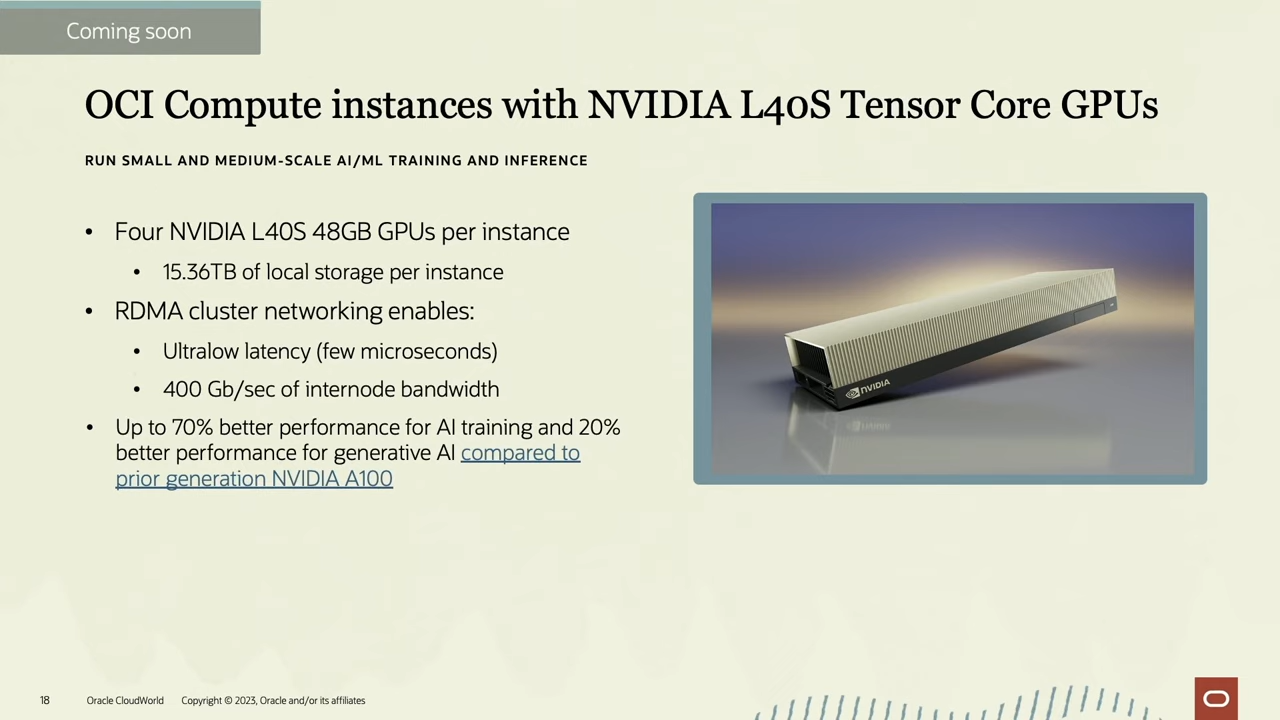 Coming soon
OCI Compute instances with NVIDIA L40S Tensor Core GPUs
RUN SMALL AND MEDIUM-SCALE AI/ML TRAINING AND INFERENCE
• Four NVIDIA L40S 48GB GPUs per instance
• 15.36TB of local storage per instance
• RDMA cluster networking enables:
• Ultralow latency (few microseconds)
• 400 Gb/sec of internode bandwidth
• Up to 70% better performance for AI training and 20%
better performance for generative AI compared to
prior generation NVIDIA A100
NVIDIA
18 Oracle CloudWorld Copyright © 2023, Oracle and/or its affiliates